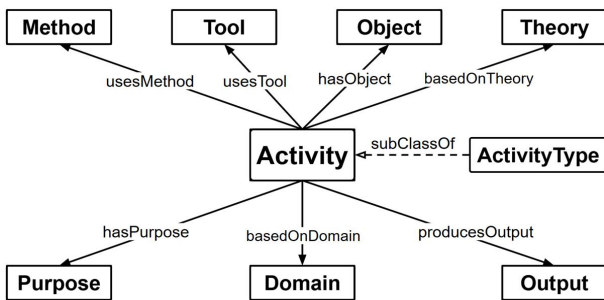 Method
Tool
Object
Theory
usesMethod
usesTool
hasObject
basedOnTheory
Activity
subClassOf
ActivityType
hasPurpose
basedOnDomain
producesOutput
Purpose
Domain
Output